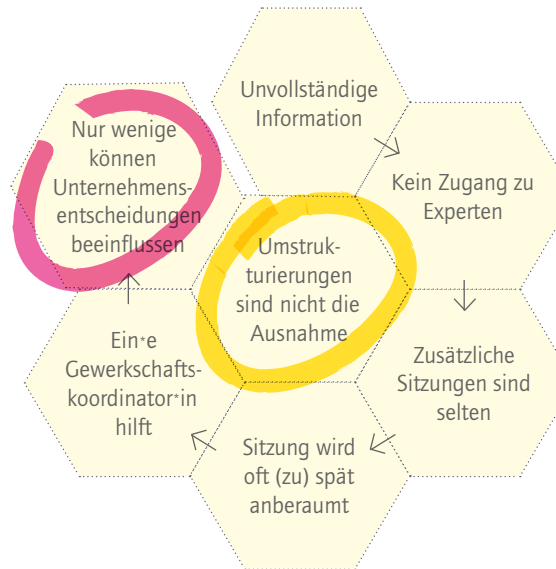 Unvollständige
Information
Kein Zugang zu
Experten
Zusätzliche
Sitzungen sind
selten
Sitzung wird
oft (zu) spät
anberaumt
Ein*e
Gewerkschafts-
koordinator*in
hilft
Nur wenige
können
Unternehmens-
entscheidungen
beeinflussen
Umstruk-
turierungen
sind nicht die
Ausnahme